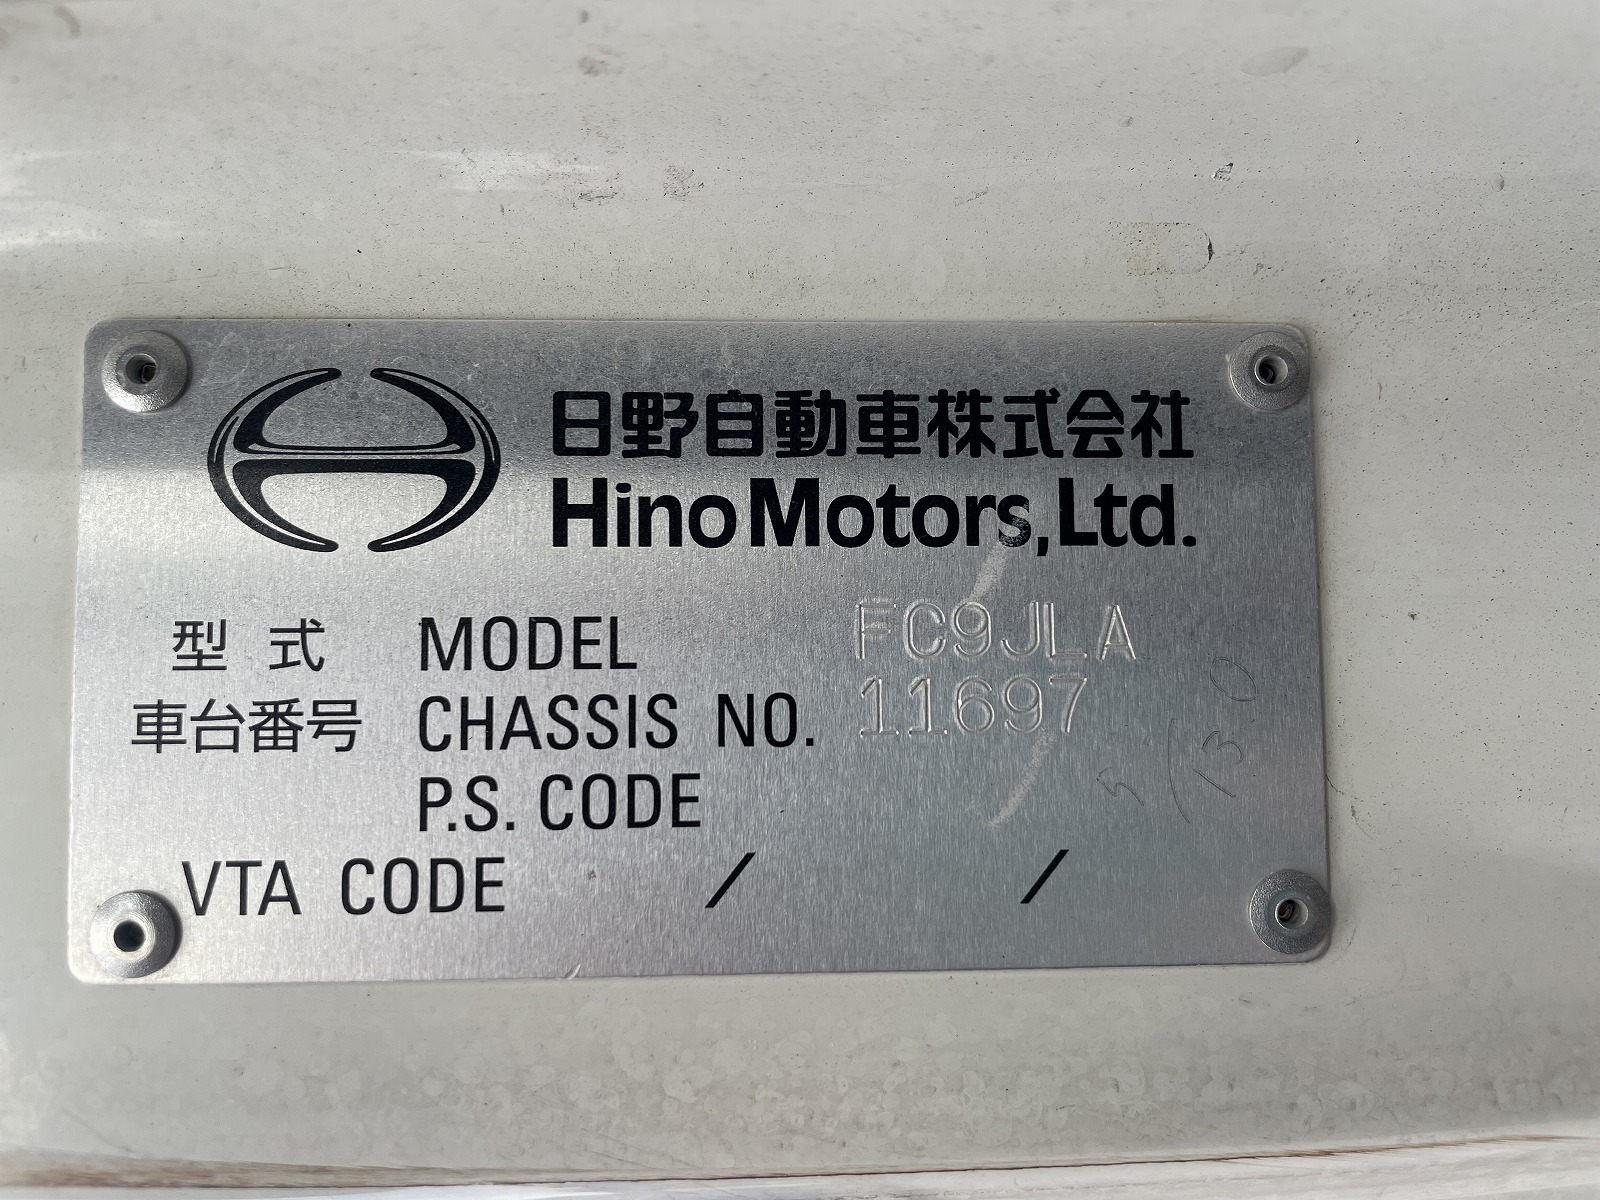 日野自動車株式会社
Hino Motors, Ltd.
型式 MODEL FC9JLA
車台番号 CHASSIS NO. 11697
P.S. CODE
VTA CODE / /